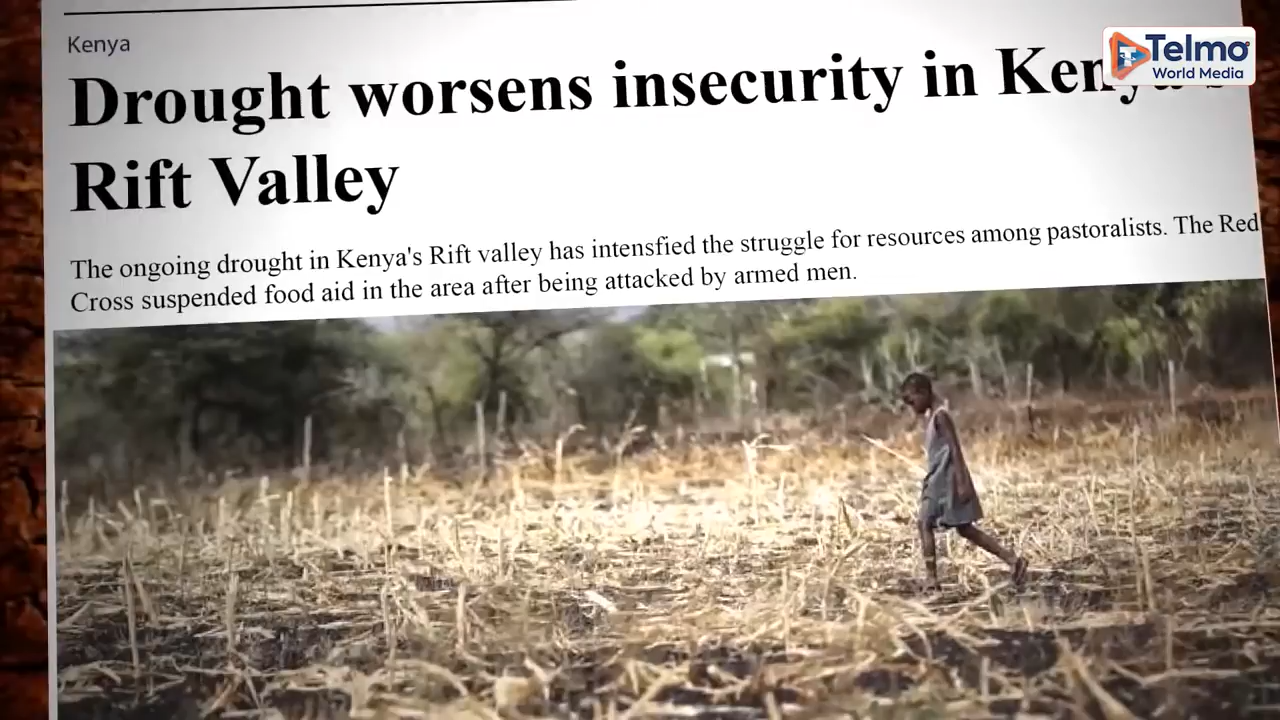 Kenya
Drought worsens insecurity in Kenya's
Rift Valley
The ongoing drought in Kenya's Rift valley has intensfied the struggle for resources among pastoralists. The Red
Cross suspended food aid in the area after being attacked by armed men.
Telmo
World Media